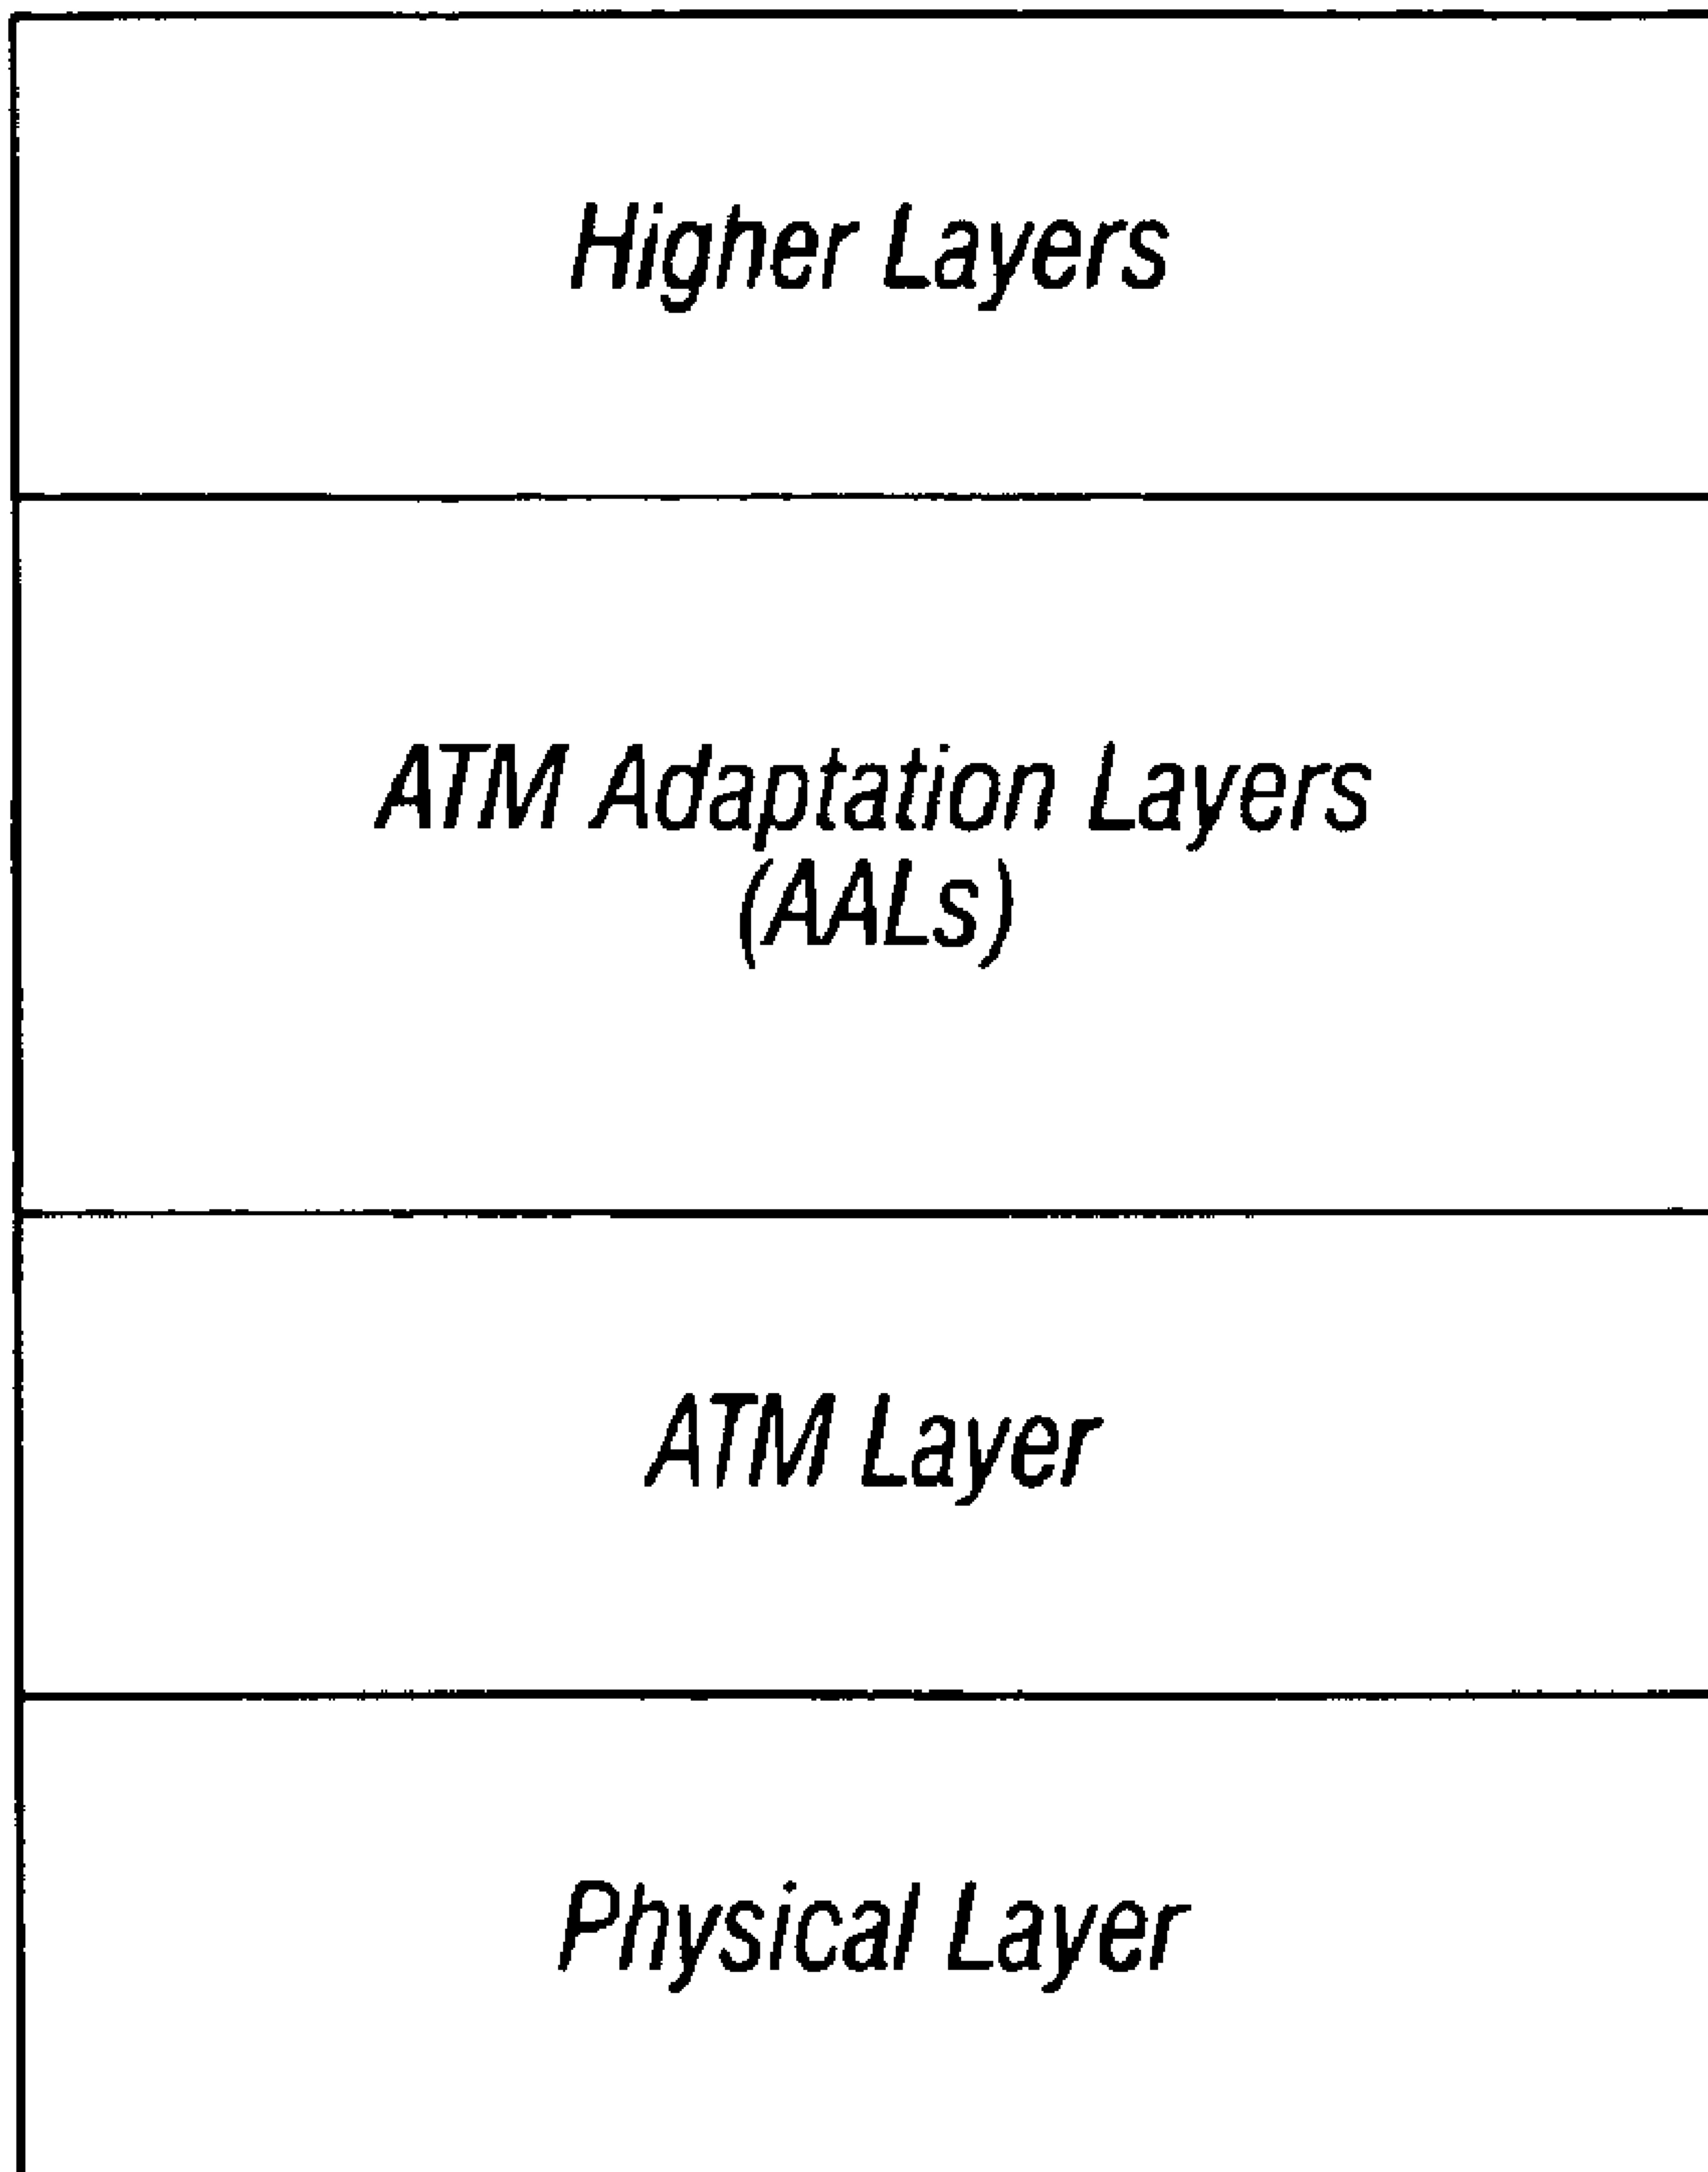 Higher Layers
ATM Adaptation Layers
(AALs)
ATM Layer
Physical Layer